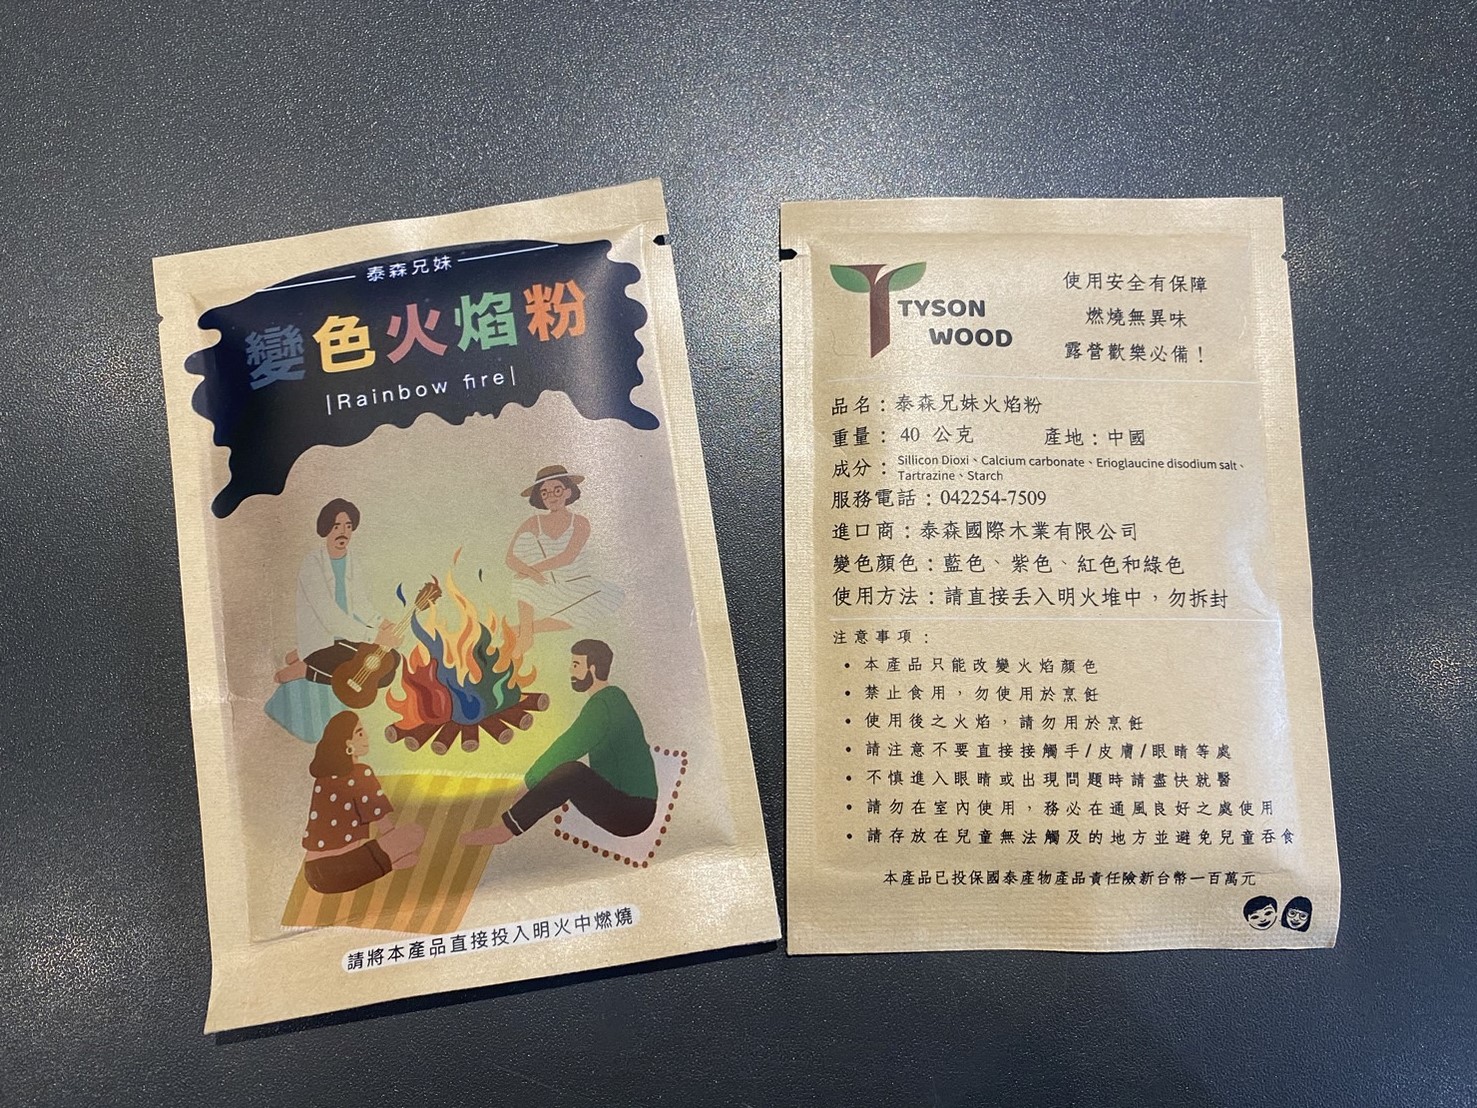 泰森兄妹
變色火焰粉
|Rainbow fire|
請將本產品直接投入明火中燃燒
TYSON
WOOD
使用安全有保障
燃燒無異味
露營歡樂必備！
品名：泰森兄妹火焰粉
重量： 40 公克 產地：中國
成分：Sillicon Dioxi、Calcium carbonate、Erioglaucine disodium salt、
Tartrazine、Starch
服務電話：042254-7509
進口商：泰森國際木業有限公司
變色顏色：藍色、紫色、紅色和綠色
使用方法：請直接丟入明火堆中，勿拆封
注意事項：
• 本產品只能改變火焰顏色
• 禁止食用，勿使用於烹飪
• 使用後之火焰，請勿用於烹飪
• 請注意不要直接接觸手/皮膚/眼睛等處
• 不慎進入眼睛或出現問題時請盡快就醫
• 請勿在室內使用，務必在通風良好之處使用
• 請存放在兒童無法觸及的地方並避免兒童吞食
本產品已投保國泰產物產品責任險新台幣一百萬元